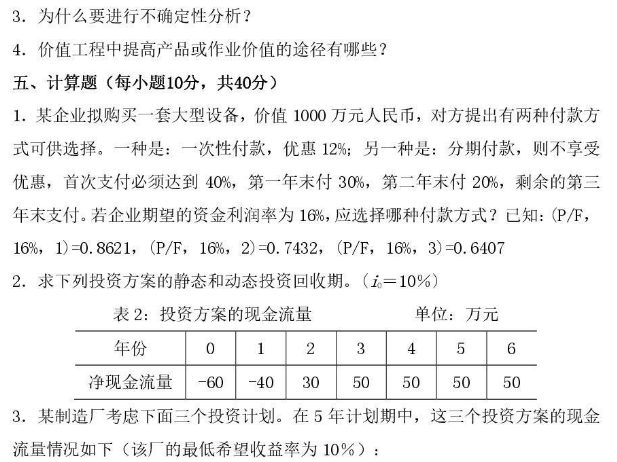 3．为什么要进行不确定性分析？
4．价值工程中提高产品或作业价值的途径有哪些？
五、计算题（每小题10分，共40分）
1．某企业拟购买一套大型设备，价值 1000 万元人民币，对方提出有两种付款方
式可供选择。一种是：一次性付款，优惠 12%；另一种是：分期付款，则不享受
优惠，首次支付必须达到 40%，第一年末付 30%，第二年末付 20%，剩余的第三
年末支付。若企业期望的资金利润率为 16%，应选择哪种付款方式？已知：(P/F，
16%，1)=0.8621，(P/F，16%，2)=0.7432，(P/F，16%，3)=0.6407
2．求下列投资方案的静态和动态投资回收期。（i₀＝10%）
表 2：投资方案的现金流量 单位：万元
年份 0 1 2 3 4 5 6
净现金流量 -60 -40 30 50 50 50 50
3．某制造厂考虑下面三个投资计划。在 5 年计划期中，这三个投资方案的现金
流量情况如下（该厂的最低希望收益率为 10%）：